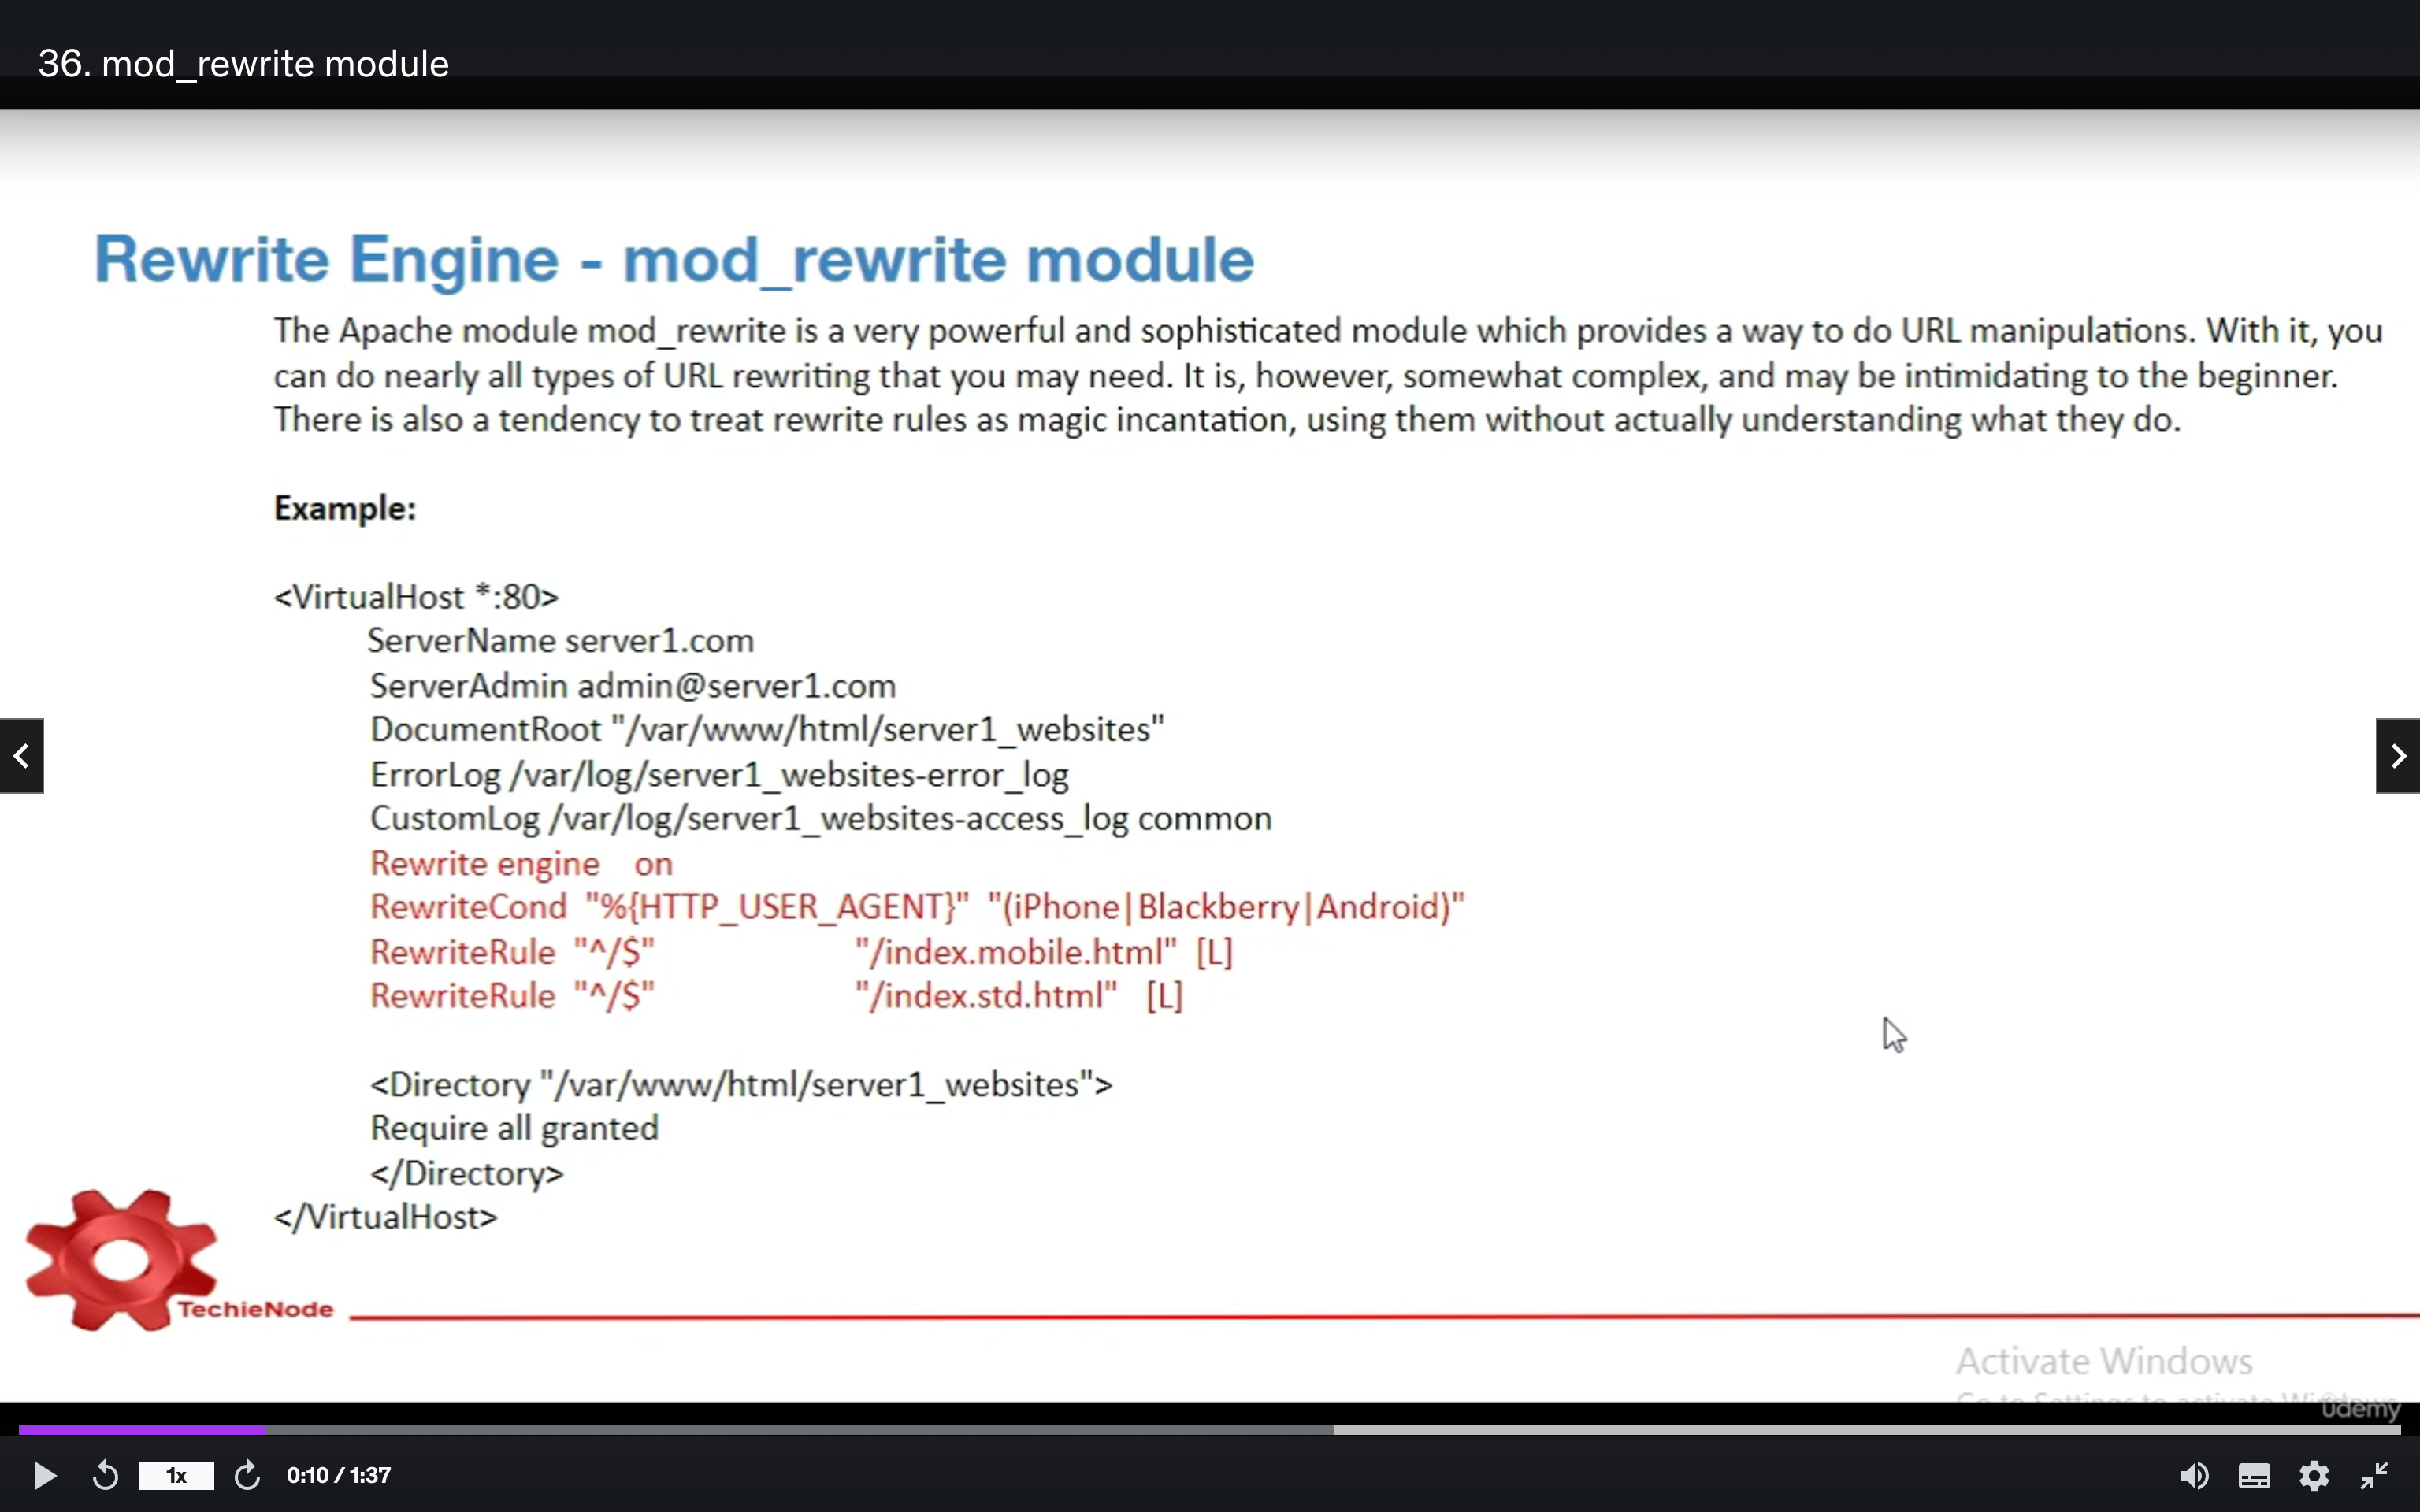 36. mod_rewrite module
Rewrite Engine - mod_rewrite module
The Apache module mod_rewrite is a very powerful and sophisticated module which provides a way to do URL manipulations. With it, you
can do nearly all types of URL rewriting that you may need. It is, however, somewhat complex, and may be intimidating to the beginner.
There is also a tendency to treat rewrite rules as magic incantation, using them without actually understanding what they do.
Example:
<VirtualHost *:80>
ServerName server1.com
ServerAdmin admin@server1.com
DocumentRoot "/var/www/html/server1_websites"
ErrorLog /var/log/server1_websites-error_log
CustomLog /var/log/server1_websites-access_log common
Rewrite engine on
RewriteCond "%{HTTP_USER_AGENT}" "(iPhone|Blackberry|Android)"
RewriteRule "^/$" "/index.mobile.html" [L]
RewriteRule "^/$" "/index.std.html" [L]
<Directory "/var/www/html/server1_websites">
Require all granted
</Directory>
</VirtualHost>
TechieNode
Activate Windows
Go to Settings to activate Windows.
udemy
1x 0:10 / 1:37